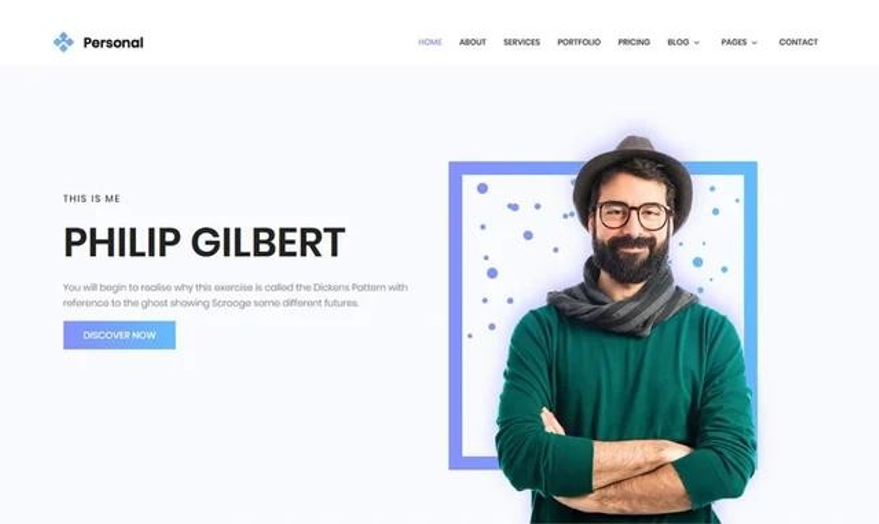 Personal
HOME ABOUT SERVICES PORTFOLIO PRICING BLOG PAGES CONTACT
THIS IS ME
PHILIP GILBERT
You will begin to realise why this exercise is called the Dickens Pattern with
reference to the ghost showing Scrooge some different futures.
DISCOVER NOW